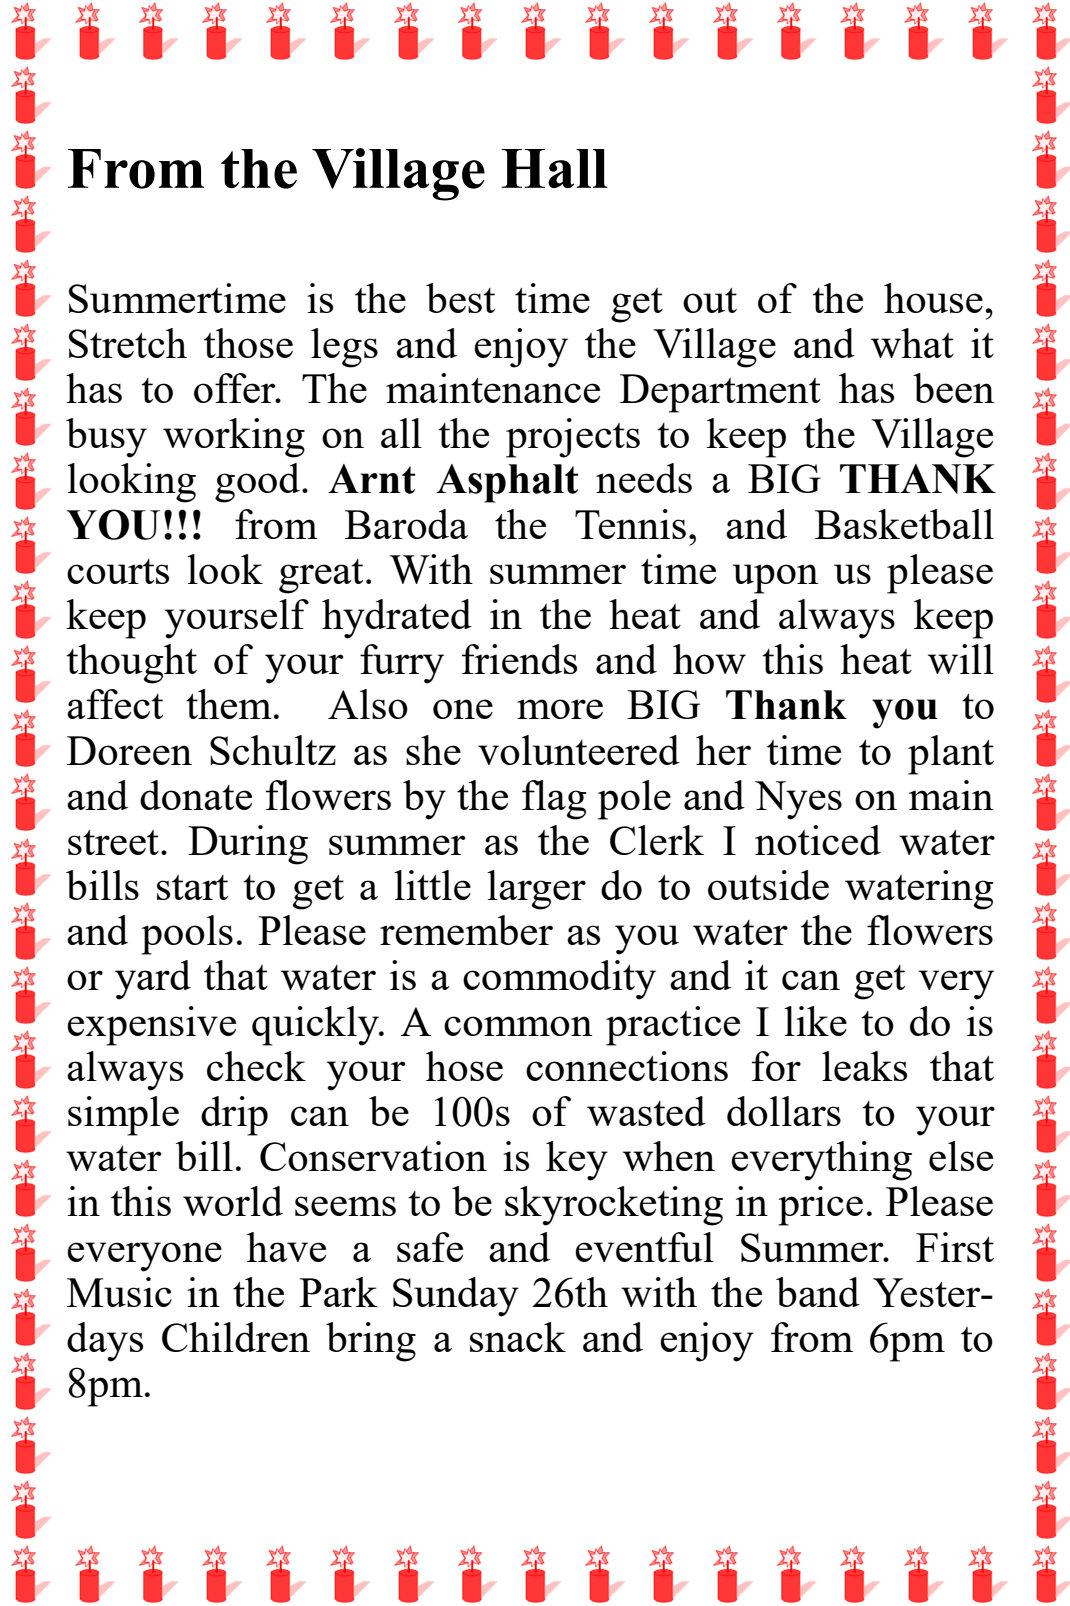 From the Village Hall
Summertime is the best time get out of the house,
Stretch those legs and enjoy the Village and what it
has to offer. The maintenance Department has been
busy working on all the projects to keep the Village
looking good. Arnt Asphalt needs a BIG THANK
YOU!!! from Baroda the Tennis, and Basketball
courts look great. With summer time upon us please
keep yourself hydrated in the heat and always keep
thought of your furry friends and how this heat will
affect them.  Also one more BIG Thank you to
Doreen Schultz as she volunteered her time to plant
and donate flowers by the flag pole and Nyes on main
street. During summer as the Clerk I noticed water
bills start to get a little larger do to outside watering
and pools. Please remember as you water the flowers
or yard that water is a commodity and it can get very
expensive quickly. A common practice I like to do is
always check your hose connections for leaks that
simple drip can be 100s of wasted dollars to your
water bill. Conservation is key when everything else
in this world seems to be skyrocketing in price. Please
everyone have a safe and eventful Summer. First
Music in the Park Sunday 26th with the band Yester-
days Children bring a snack and enjoy from 6pm to
8pm.